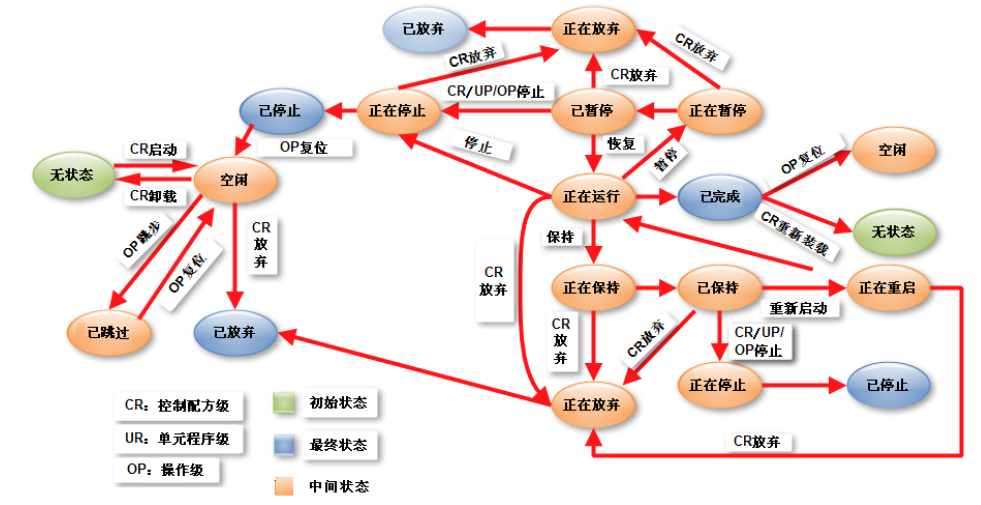 已放弃
正在放弃
CR放弃
CR放弃
CR放弃
CR/UP/OP停止
已停止
正在停止
已暂停
正在暂停
OP复位
停止
恢复
暂停
OP复位
空闲
CR启动
无状态
空闲
CR卸载
正在运行
已完成
CR重新装载
无状态
OP跳步
OP复位
CR
放
弃
保持
CR
放弃
正在保持
已保持
正在重启
重新启动
已跳过
已放弃
CR
放
弃
CR放弃
CR/UP/
OP停止
正在停止
已停止
正在放弃
CR放弃
CR：控制配方级
UR：单元程序级
OP：操作级
初始状态
最终状态
中间状态